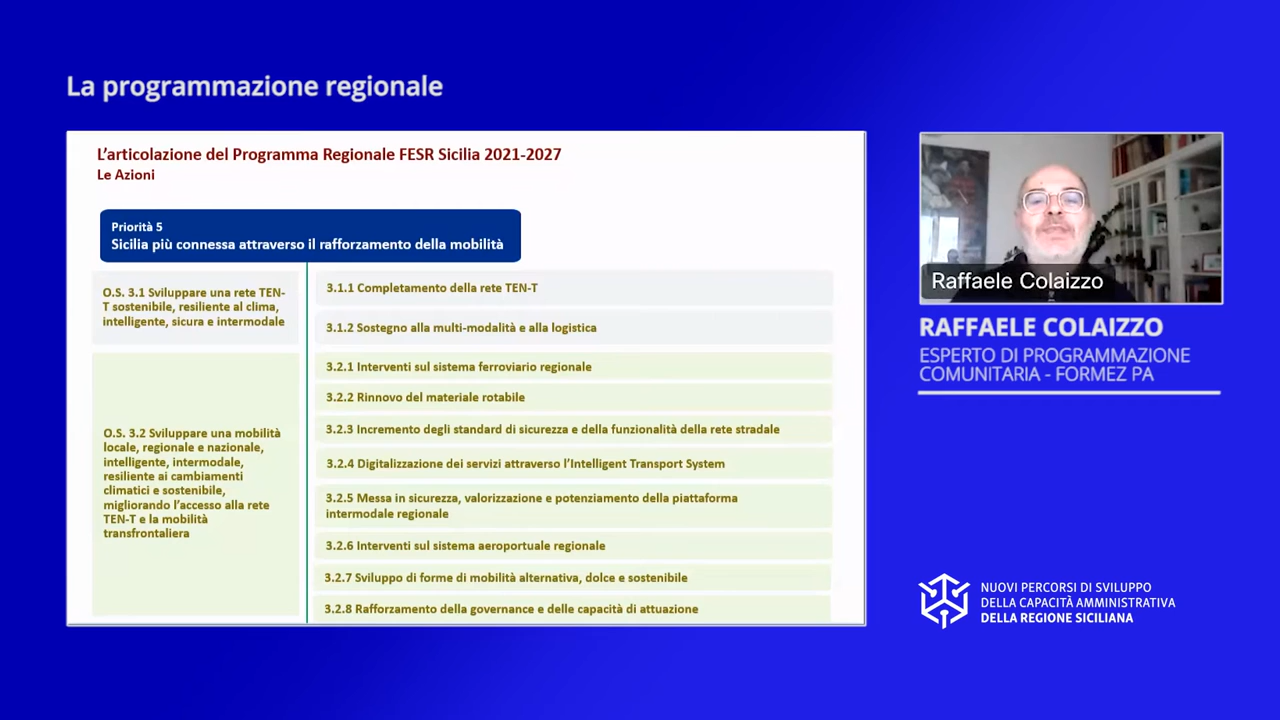 La programmazione regionale
L'articolazione del Programma Regionale FESR Sicilia 2021-2027
Le Azioni
Priorità 5
Sicilia più connessa attraverso il rafforzamento della mobilità
O.S. 3.1 Sviluppare una rete TEN-
T sostenibile, resiliente al clima,
intelligente, sicura e intermodale
3.1.1 Completamento della rete TEN-T
3.1.2 Sostegno alla multi-modalità e alla logistica
O.S. 3.2 Sviluppare una mobilità
locale, regionale e nazionale,
intelligente, intermodale,
resiliente ai cambiamenti
climatici e sostenibile,
migliorando l'accesso alla rete
TEN-T e la mobilità
transfrontaliera
3.2.1 Interventi sul sistema ferroviario regionale
3.2.2 Rinnovo del materiale rotabile
3.2.3 Incremento degli standard di sicurezza e della funzionalità della rete stradale
3.2.4 Digitalizzazione dei servizi attraverso l'Intelligent Transport System
3.2.5 Messa in sicurezza, valorizzazione e potenziamento della piattaforma
intermodale regionale
3.2.6 Interventi sul sistema aeroportuale regionale
3.2.7 Sviluppo di forme di mobilità alternativa, dolce e sostenibile
3.2.8 Rafforzamento della governance e delle capacità di attuazione
Raffaele Colaizzo
RAFFAELE COLAIZZO
ESPERTO DI PROGRAMMAZIONE
COMUNITARIA - FORMEZ PA
NUOVI PERCORSI DI SVILUPPO
DELLA CAPACITÀ AMMINISTRATIVA
DELLA REGIONE SICILIANA